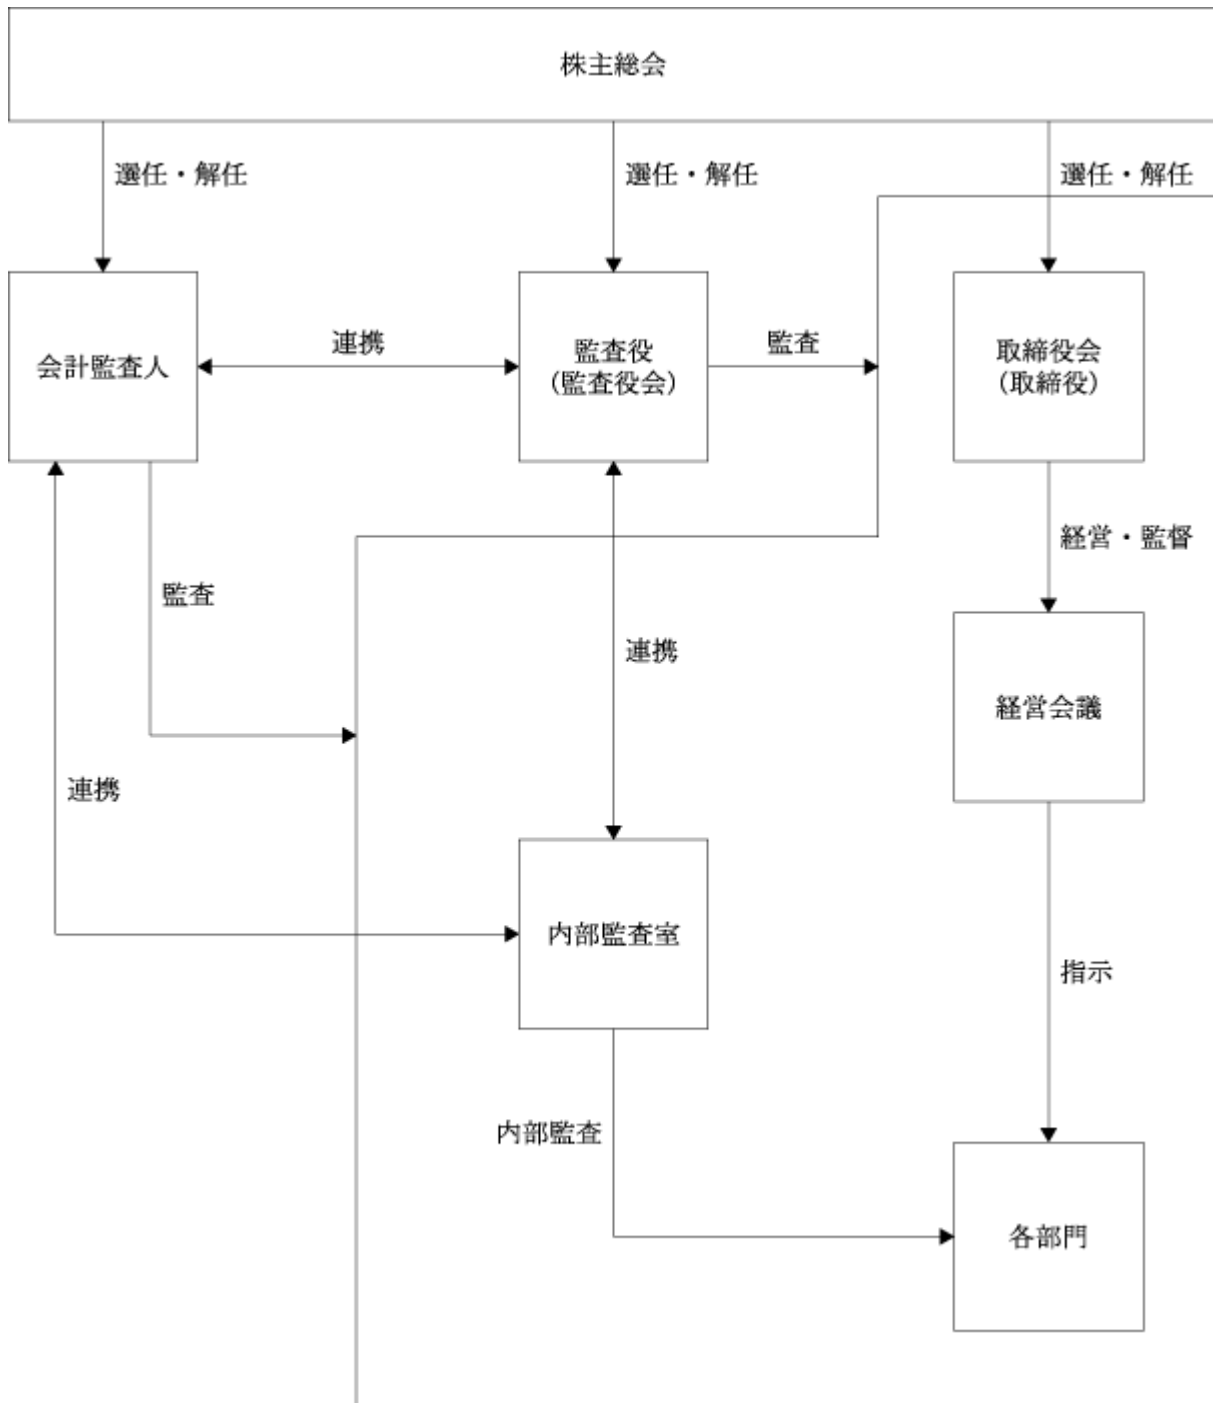 株主総会
選任・解任
選任・解任
選任・解任
会計監査人
連携
監査役
(監査役会)
監査
取締役会
(取締役)
経営・監督
監査
連携
経営会議
連携
内部監査室
指示
内部監査
各部門